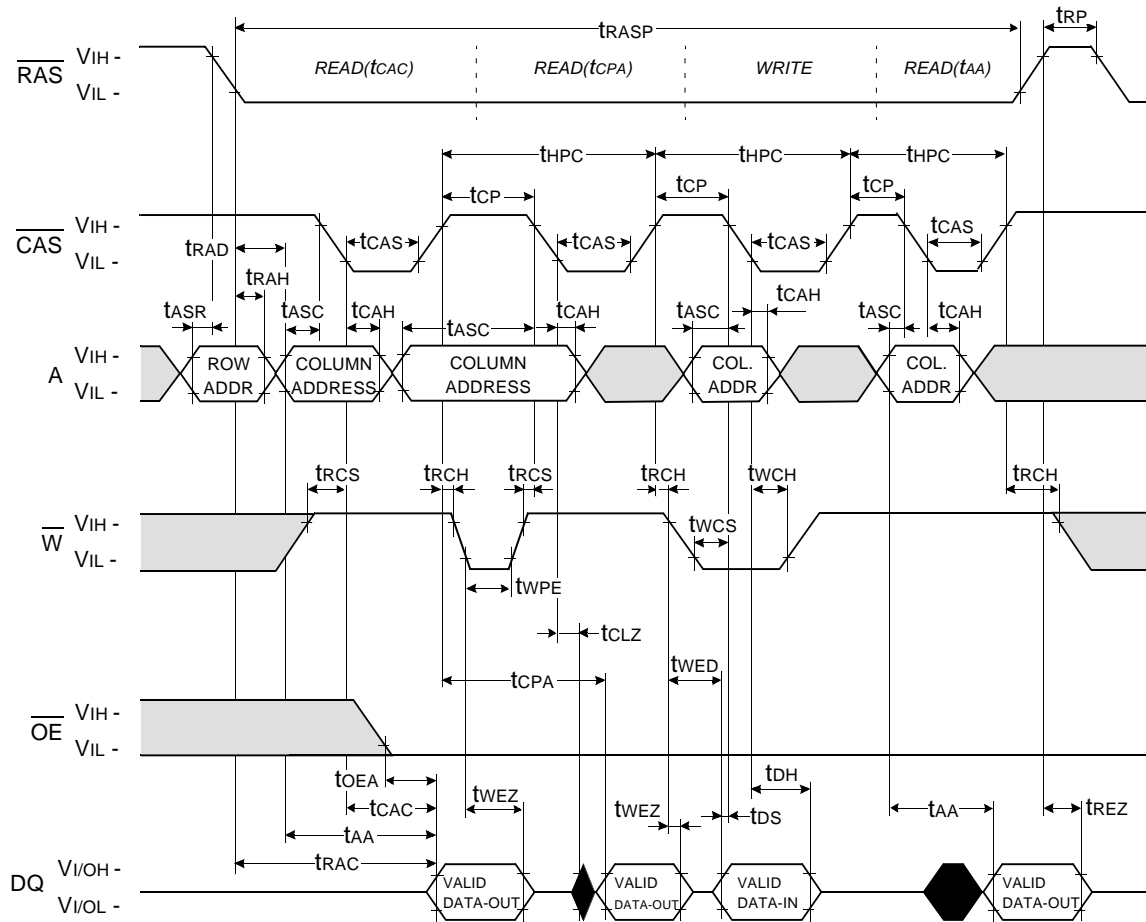 tRASP
tRP
RAS
VIH -
VIL -
READ(tCAC)
READ(tCPA)
WRITE
READ(tAA)
tHPC
tHPC
tHPC
tCP
tCP
tCP
CAS
VIH -
VIL -
tCAS
tCAS
tCAS
tCAS
tRAD
tRAH
tASR
tASC
tCAH
tASC
tCAH
tASC
tCAH
tASC
tCAH
A
VIH -
VIL -
ROW
ADDR
COLUMN
ADDRESS
COLUMN
ADDRESS
COL.
ADDR
COL.
ADDR
tRCS
tRCH
tRCS
tRCH
tWCH
tRCH
W
VIH -
VIL -
tWCS
tWPE
tCLZ
tCPA
tWED
OE
VIH -
VIL -
tOEA
tCAC
tWEZ
tWEZ
tDH
tDS
tAA
tAA
tREZ
tRAC
DQ
VI/OH -
VI/OL -
VALID
DATA-OUT
VALID
DATA-OUT
VALID
DATA-IN
VALID
DATA-OUT